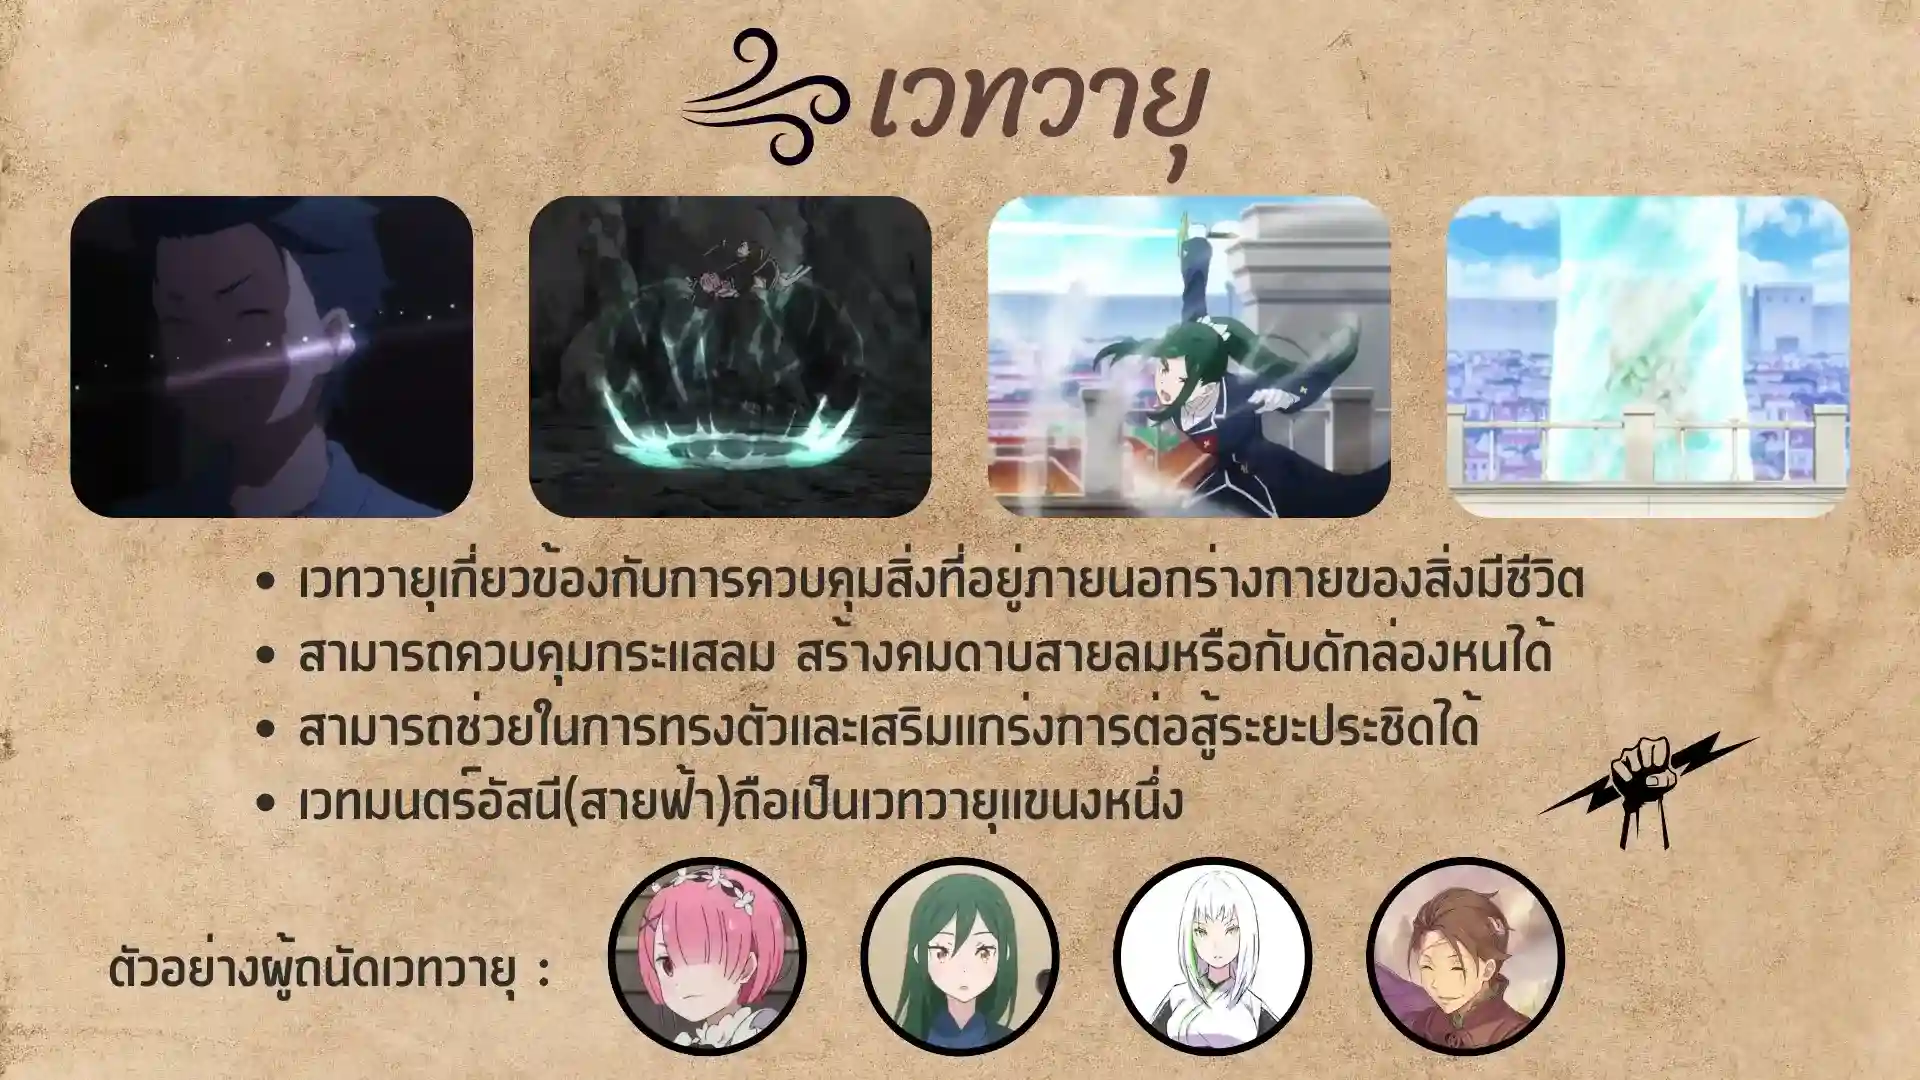 เวทวายุ
• เวทวายุเกี่ยวข้องกับการควบคุมสิ่งที่อยู่ภายนอกร่างกายของสิ่งมีชีวิต
• สามารถควบคุมกระแสลม สร้างคมดาบสายลมหรือกับดักล่องหนได้
• สามารถช่วยในการทรงตัวและเสริมแกร่งการต่อสู้ระยะประชิดได้
• เวทมนตร์อัสนี(สายฟ้า)ถือเป็นเวทวายุแขนงหนึ่ง
ตัวอย่างผู้ถนัดเวทวายุ :